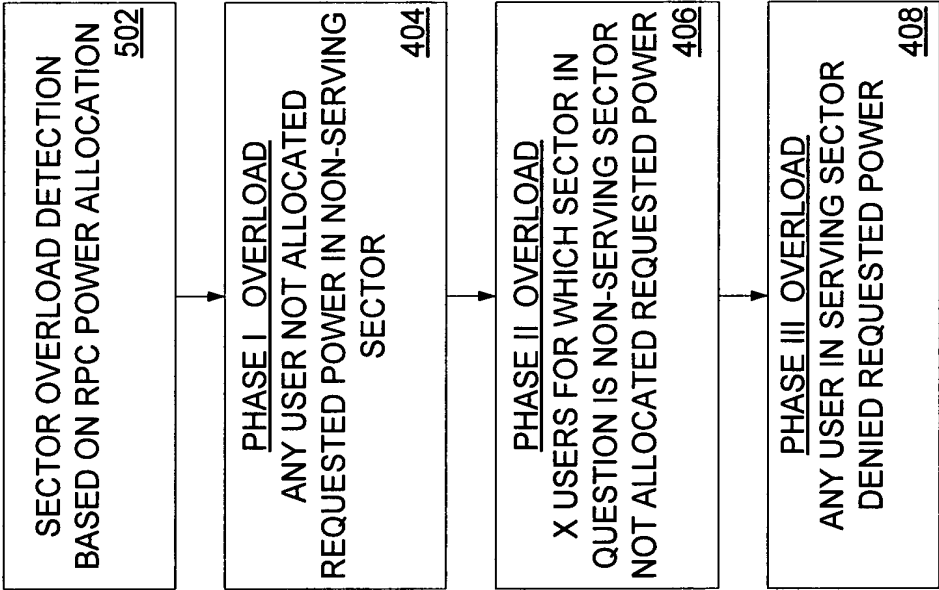 SECTOR OVERLOAD DETECTION
BASED ON RPC POWER ALLOCATION
502
PHASE I OVERLOAD
ANY USER NOT ALLOCATED
REQUESTED POWER IN NON-SERVING
SECTOR
404
PHASE II OVERLOAD
X USERS FOR WHICH SECTOR IN
QUESTION IS NON-SERVING SECTOR
NOT ALLOCATED REQUESTED POWER
406
PHASE III OVERLOAD
ANY USER IN SERVING SECTOR
DENIED REQUESTED POWER
408